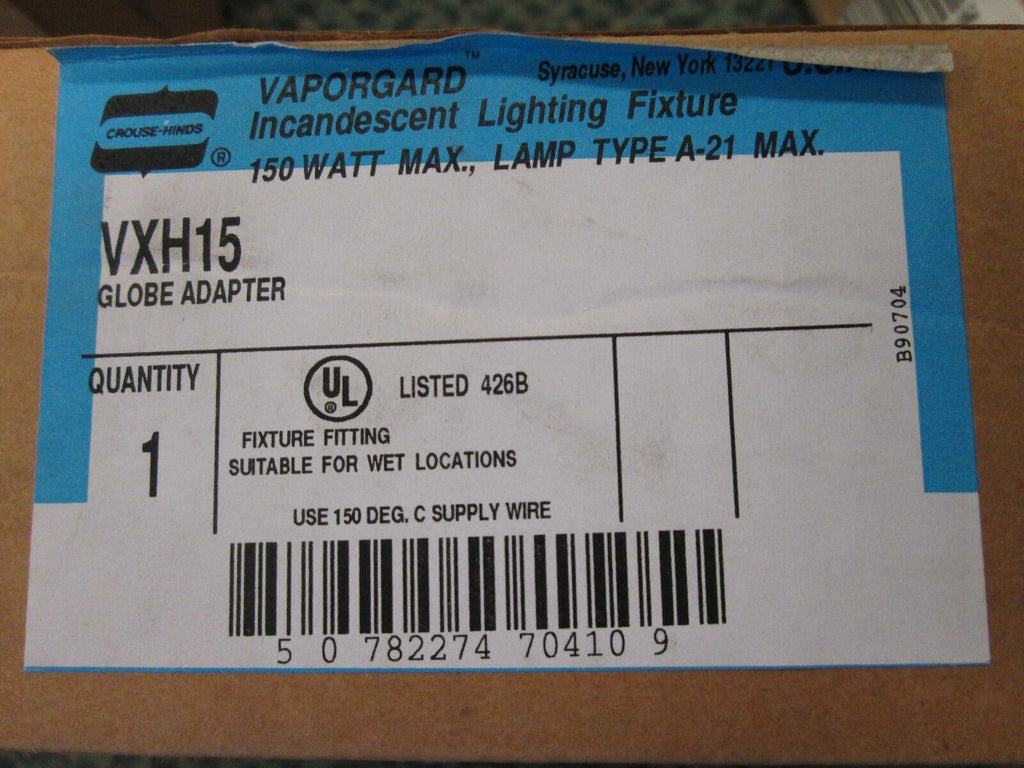 VAPORGARD™
Syracuse, New York 13221 U.S.A.
CROUSE-HINDS ®
Incandescent Lighting Fixture
150 WATT MAX., LAMP TYPE A-21 MAX.
VXH15
GLOBE ADAPTER
B90704
QUANTITY
1
UL ® LISTED 426B
FIXTURE FITTING
SUITABLE FOR WET LOCATIONS
USE 150 DEG. C SUPPLY WIRE
5 0 782274 70410 9